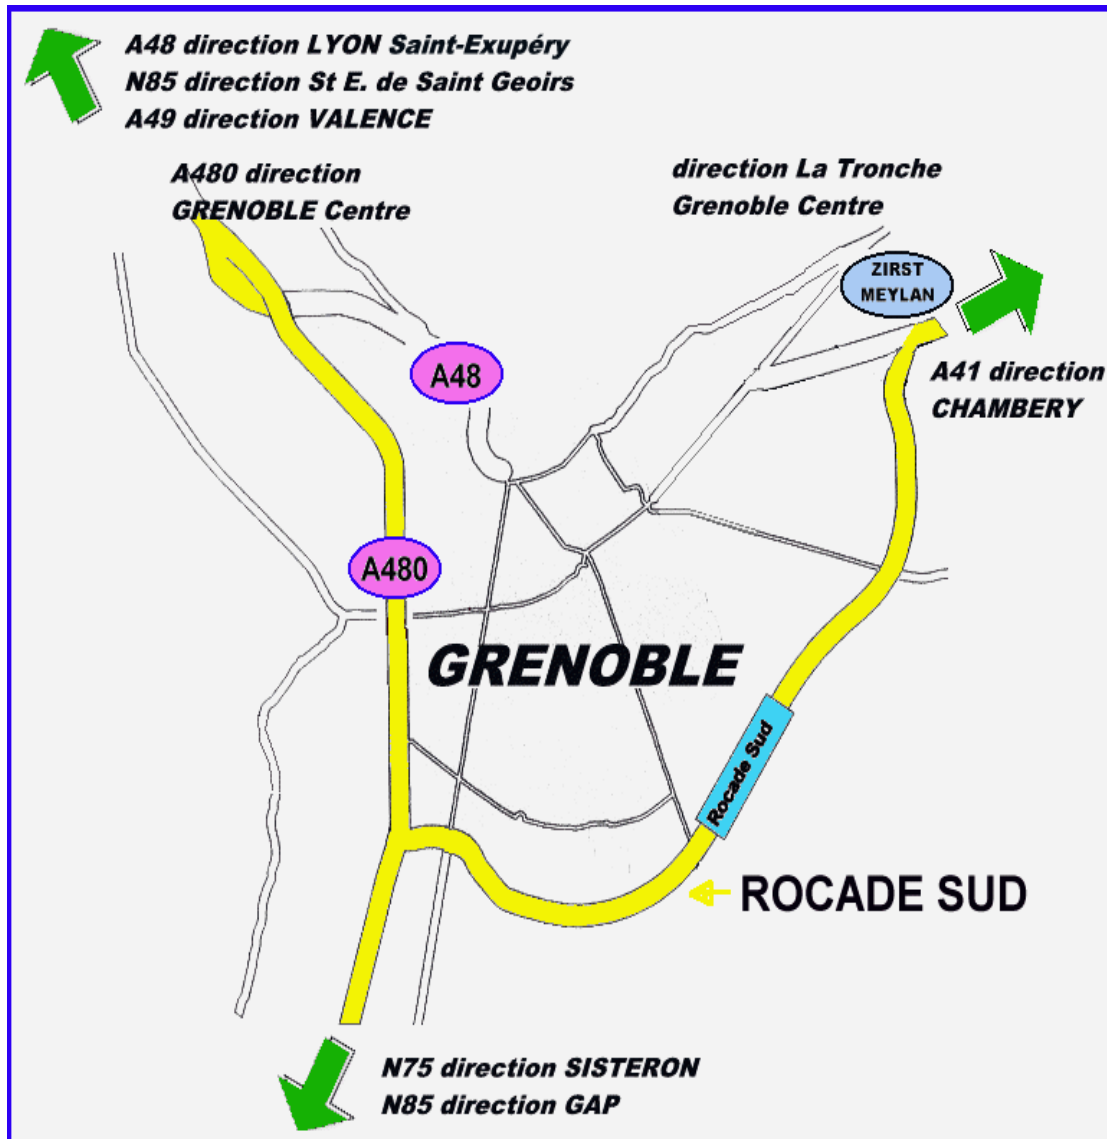 A48 direction LYON Saint-Exupéry
N85 direction St E. de Saint Geoirs
A49 direction VALENCE
A480 direction
GRENOBLE Centre
direction La Tronche
Grenoble Centre
ZIRST
MEYLAN
A48
A41 direction
CHAMBERY
A480
GRENOBLE
Rocade Sud
ROCADE SUD
N75 direction SISTERON
N85 direction GAP